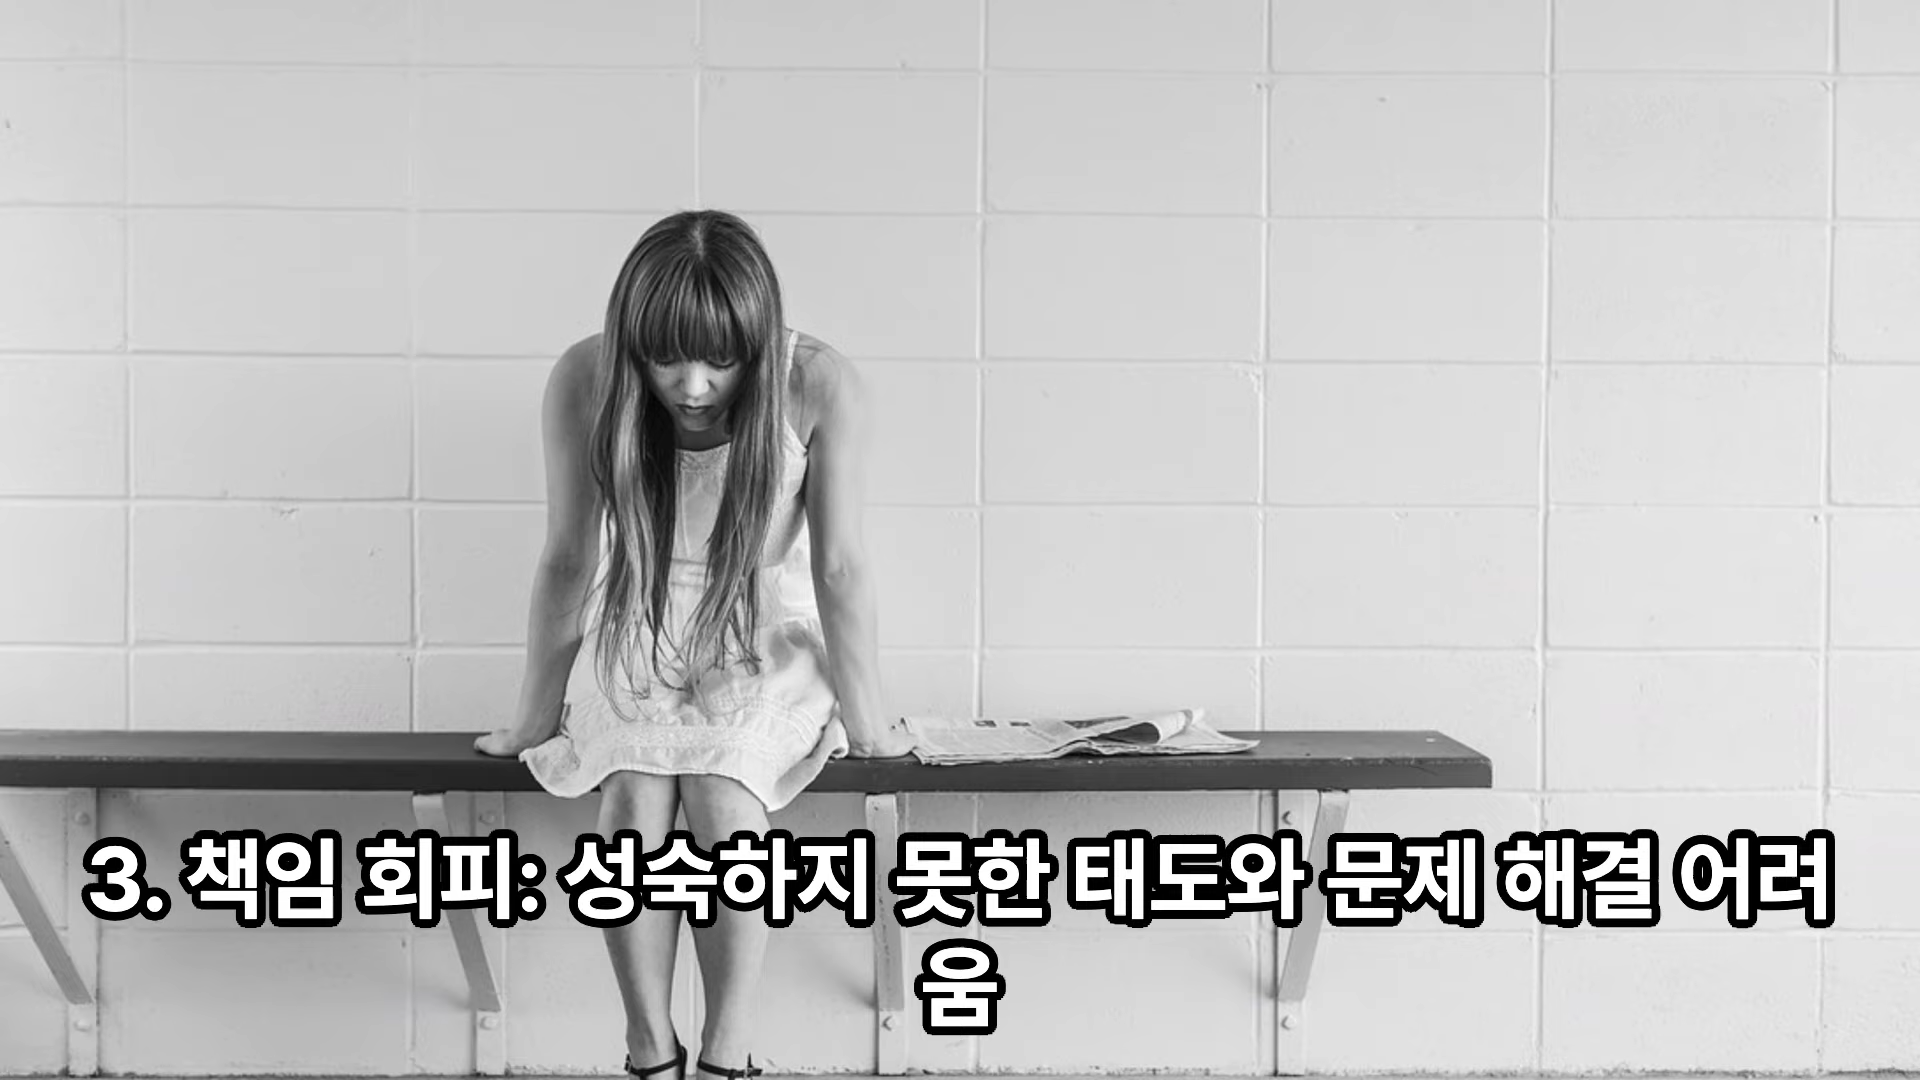 3. 책임 회피: 성숙하지 못한 태도와 문제 해결 어려
움